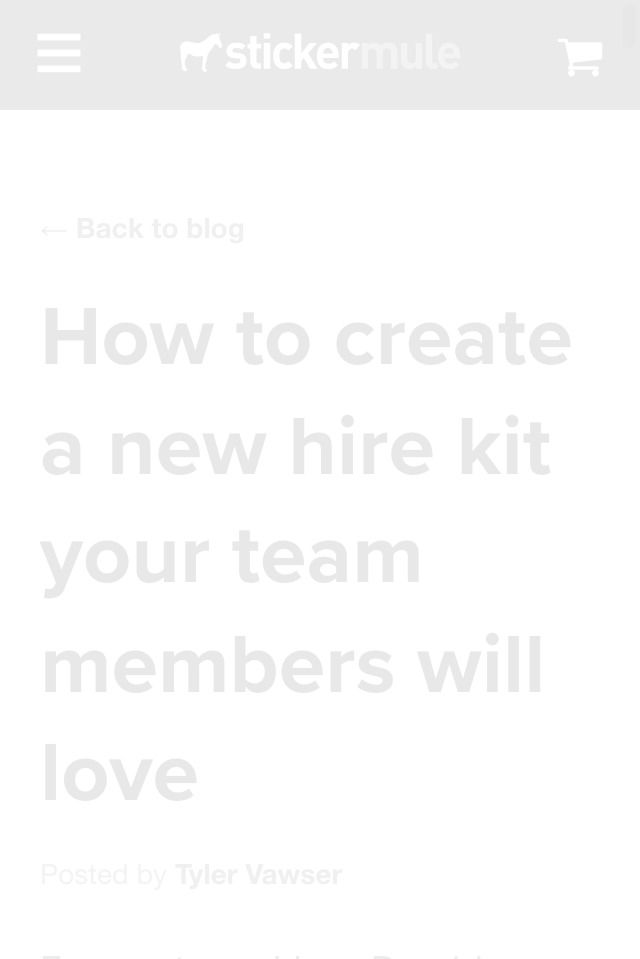 stickermule
← Back to blog
How to create
a new hire kit
your team
members will
love
Posted by Tyler Vawser